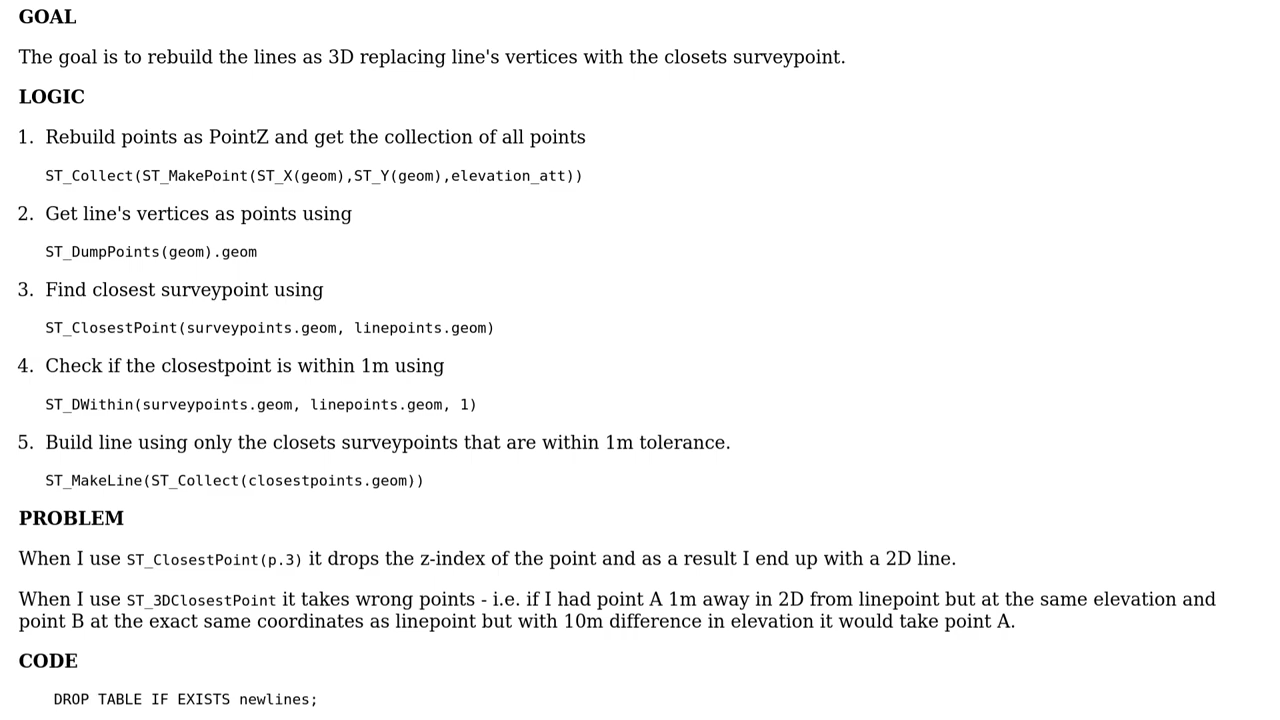 GOAL
The goal is to rebuild the lines as 3D replacing line's vertices with the closets surveypoint.
LOGIC
1. Rebuild points as PointZ and get the collection of all points
ST_Collect(ST_MakePoint(ST_X(geom),ST_Y(geom),elevation_att))
2. Get line's vertices as points using
ST_DumpPoints(geom).geom
3. Find closest surveypoint using
ST_ClosestPoint(surveypoints.geom, linepoints.geom)
4. Check if the closestpoint is within 1m using
ST_DWithin(surveypoints.geom, linepoints.geom, 1)
5. Build line using only the closets surveypoints that are within 1m tolerance.
ST_MakeLine(ST_Collect(closestpoints.geom))
PROBLEM
When I use ST_ClosestPoint(p.3) it drops the z-index of the point and as a result I end up with a 2D line.
When I use ST_3DClosestPoint it takes wrong points - i.e. if I had point A 1m away in 2D from linepoint but at the same elevation and
point B at the exact same coordinates as linepoint but with 10m difference in elevation it would take point A.
CODE
DROP TABLE IF EXISTS newlines;